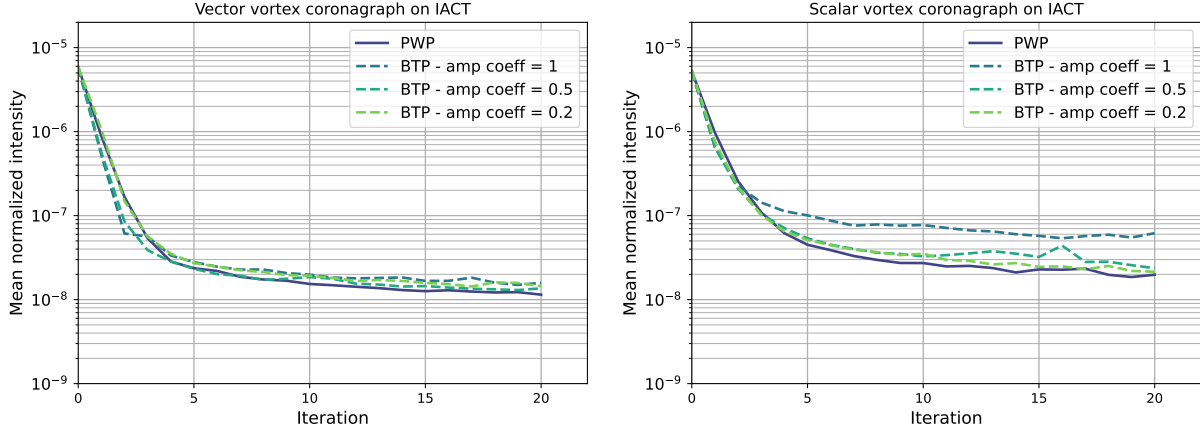 Vector vortex coronagraph on IACT
Mean normalized intensity
10⁻⁵
10⁻⁶
10⁻⁷
10⁻⁸
10⁻⁹
PWP
BTP - amp coeff = 1
BTP - amp coeff = 0.5
BTP - amp coeff = 0.2
0 5 10 15 20
Iteration
Scalar vortex coronagraph on IACT
Mean normalized intensity
10⁻⁵
10⁻⁶
10⁻⁷
10⁻⁸
10⁻⁹
PWP
BTP - amp coeff = 1
BTP - amp coeff = 0.5
BTP - amp coeff = 0.2
0 5 10 15 20
Iteration